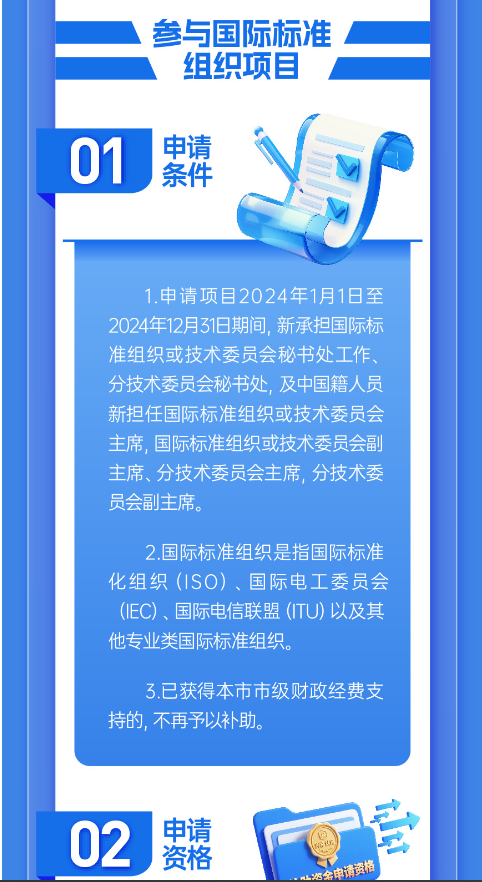 参与国际标准
组织项目
01
申请
条件
1.申请项目2024年1月1日至
2024年12月31日期间,新承担国际标
准组织或技术委员会秘书处工作、
分技术委员会秘书处,及中国籍人员
新担任国际标准组织或技术委员会
主席,国际标准组织或技术委员会副
主席、分技术委员会主席,分技术委
员会副主席。
2.国际标准组织是指国际标准
化组织(ISO)、国际电工委员会
(IEC)、国际电信联盟(ITU)以及其
他专业类国际标准组织。
3.已获得本市市级财政经费支
持的,不再予以补助。
02
申请
资格
助资金申请资格